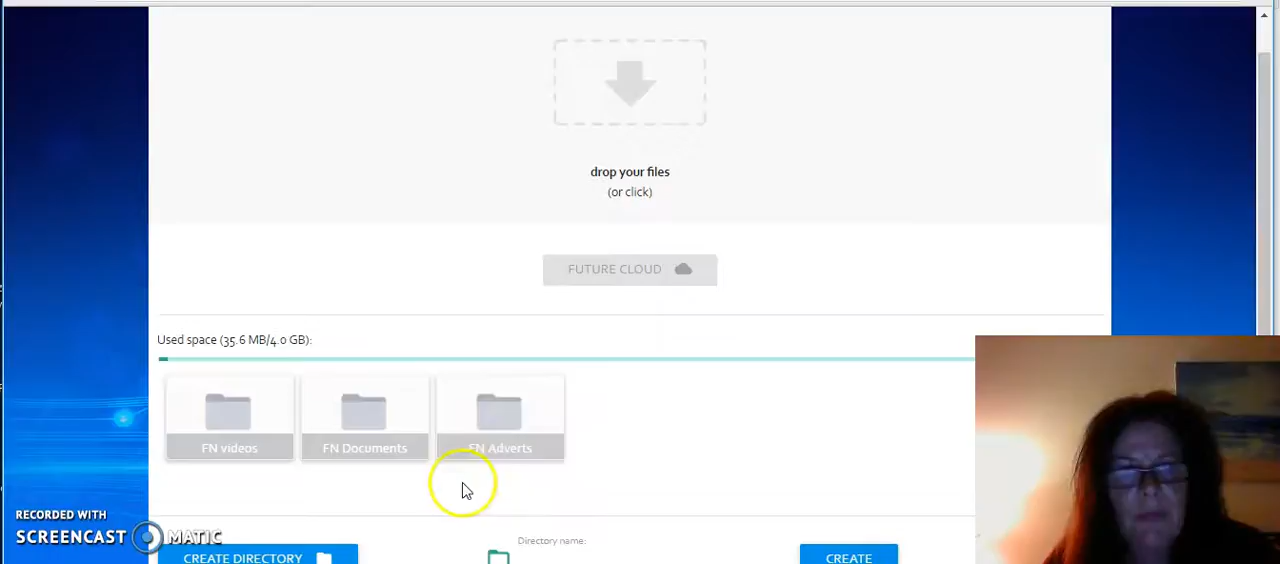 drop your files
(or click)
FUTURE CLOUD
Used space (35.6 MB/4.0 GB):
FN videos
FN Documents
FN Adverts
RECORDED WITH
SCREENCAST MATIC
Directory name:
CREATE DIRECTORY
CREATE